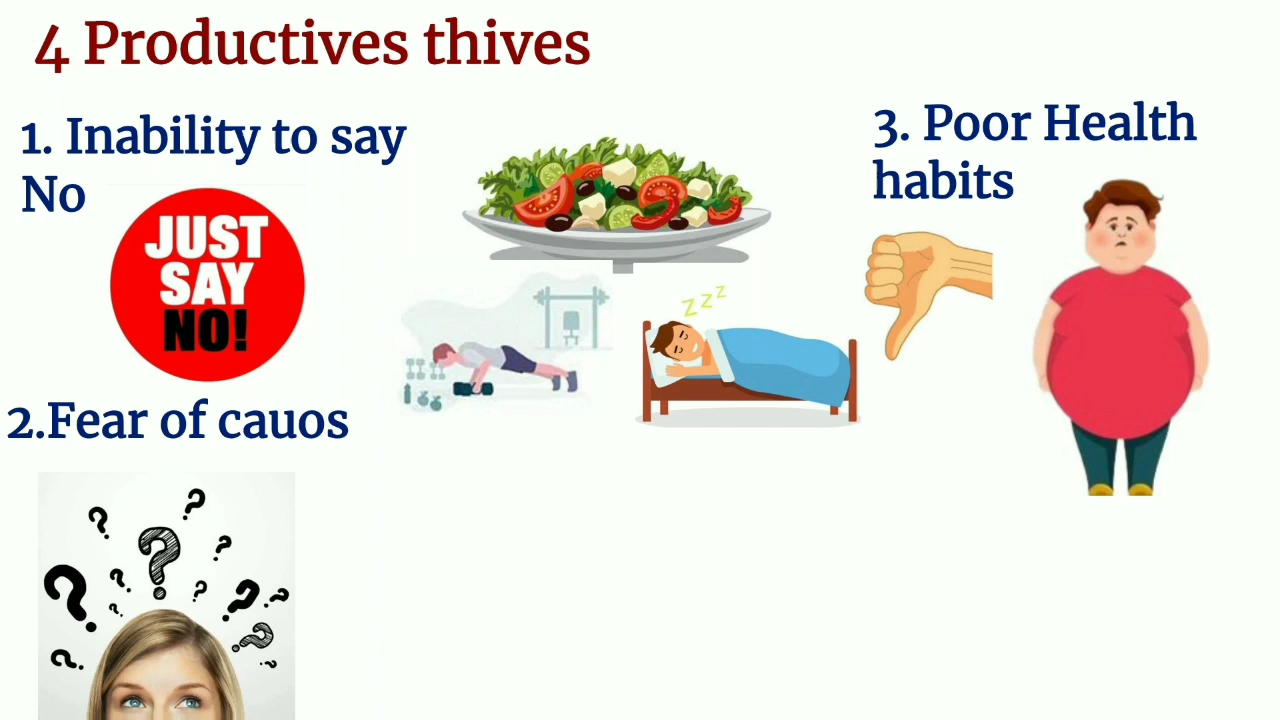 4 Productives thives
1. Inability to say
No
JUST
SAY
NO!
2.Fear of cauos
3. Poor Health
habits
z z z